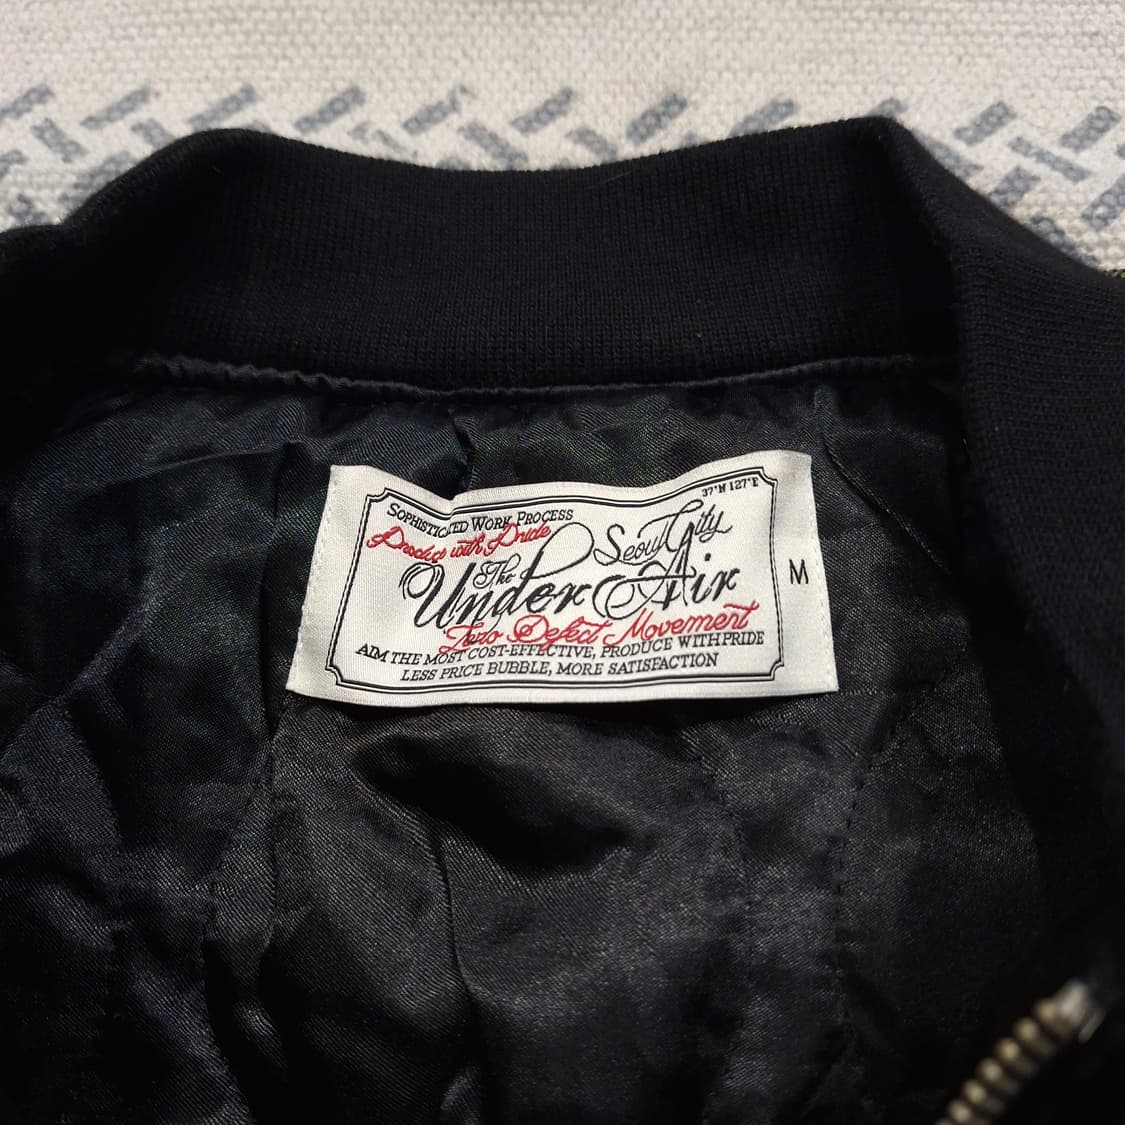 37°N 127°E
SOPHISTICATED WORK PROCESS
Product with Pride
Seoul City
The
Under Air
Zero Defect Movement
AIM THE MOST COST-EFFECTIVE, PRODUCE WITH PRIDE
LESS PRICE BUBBLE, MORE SATISFACTION
M